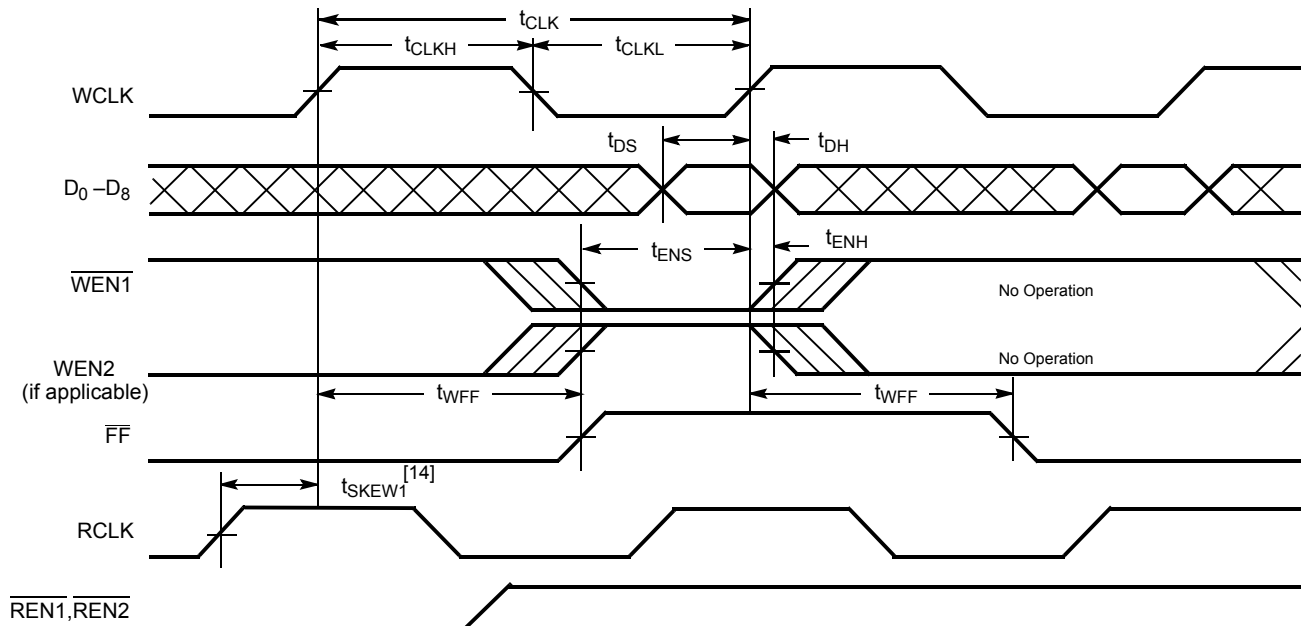 tCLK
tCLKH tCLKL
WCLK
tDS tDH
D0 –D8
tENS tENH
WEN1
No Operation
WEN2
(if applicable)
No Operation
tWFF tWFF
FF
tSKEW1[14]
RCLK
REN1,REN2